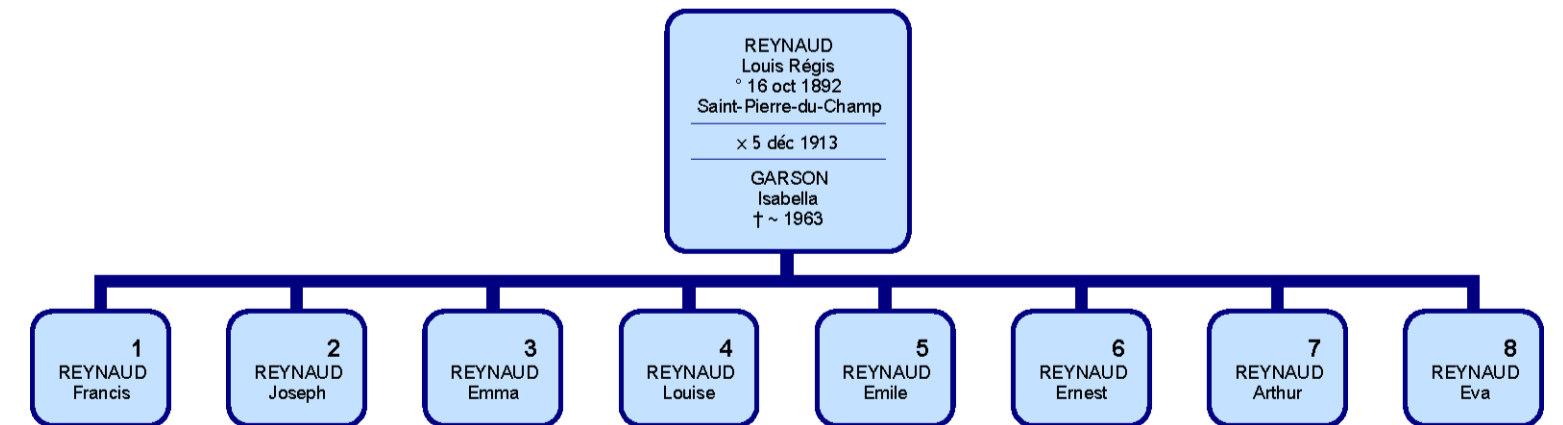 REYNAUD
Louis Régis
° 16 oct 1892
Saint-Pierre-du-Champ
x 5 déc 1913
GARSON
Isabella
† ~ 1963
1
REYNAUD
Francis
2
REYNAUD
Joseph
3
REYNAUD
Emma
4
REYNAUD
Louise
5
REYNAUD
Emile
6
REYNAUD
Ernest
7
REYNAUD
Arthur
8
REYNAUD
Eva